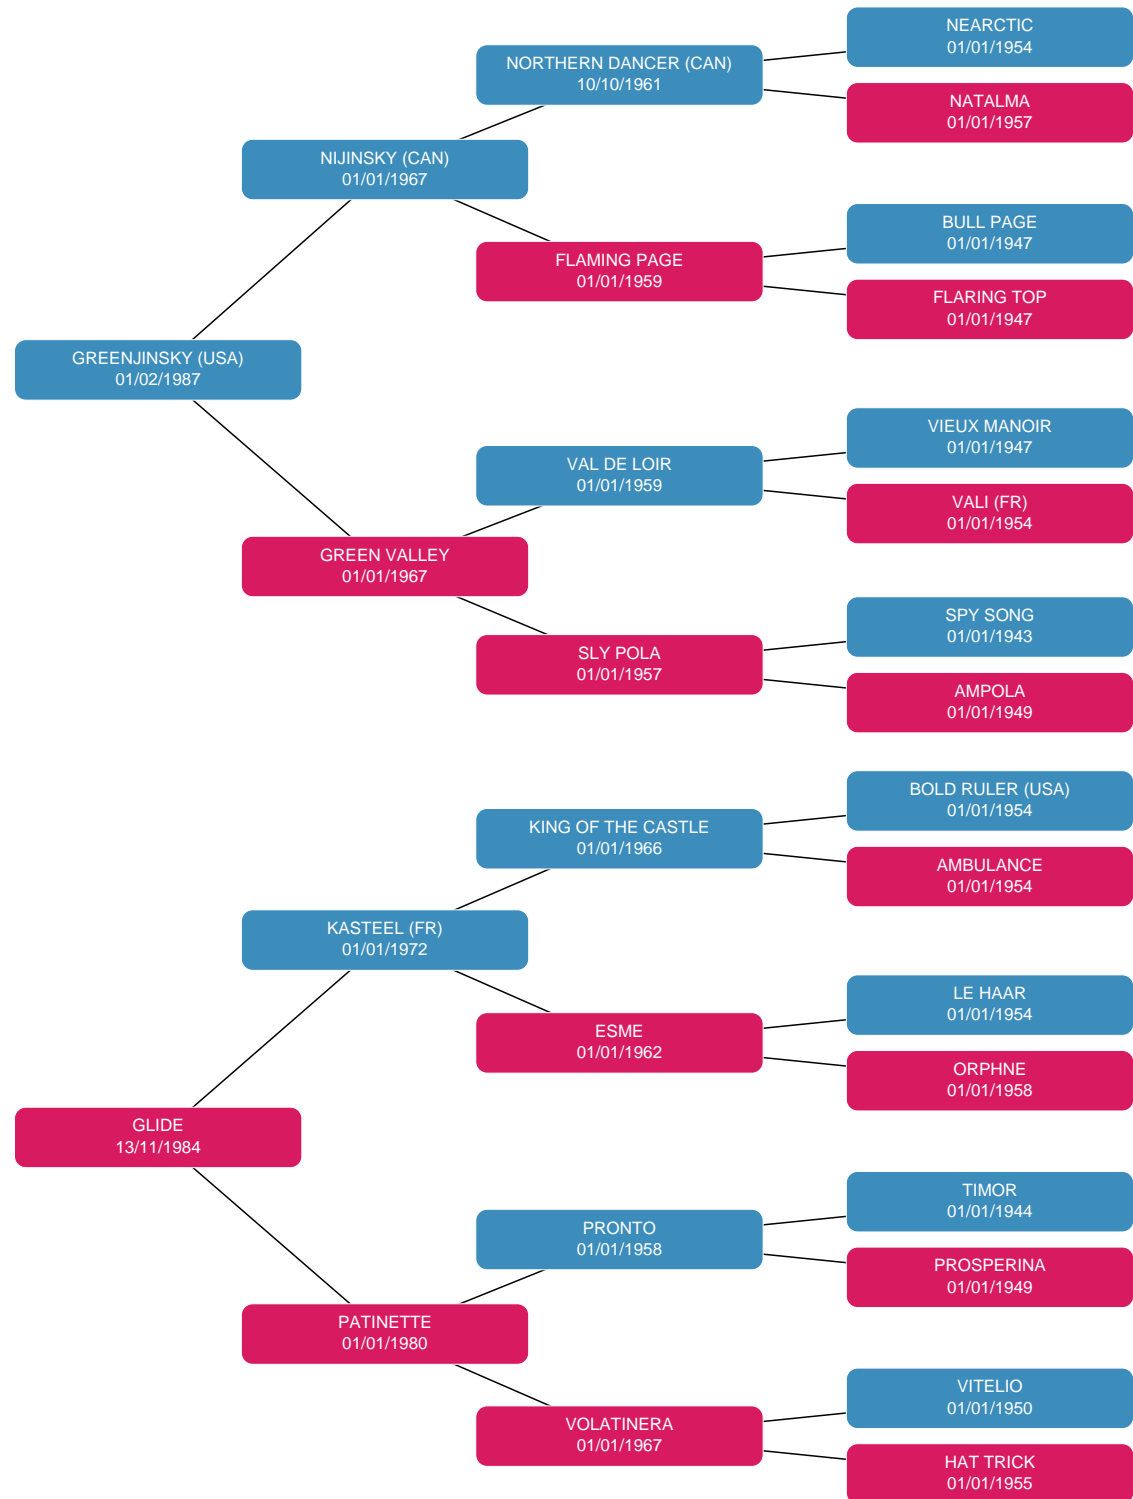 NEARCTIC
01/01/1954
NORTHERN DANCER (CAN)
10/10/1961
NATALMA
01/01/1957
NIJINSKY (CAN)
01/01/1967
BULL PAGE
01/01/1947
FLAMING PAGE
01/01/1959
FLARING TOP
01/01/1947
GREENJINSKY (USA)
01/02/1987
VIEUX MANOIR
01/01/1947
VAL DE LOIR
01/01/1959
VALI (FR)
01/01/1954
GREEN VALLEY
01/01/1967
SPY SONG
01/01/1943
SLY POLA
01/01/1957
AMPOLA
01/01/1949
BOLD RULER (USA)
01/01/1954
KING OF THE CASTLE
01/01/1966
AMBULANCE
01/01/1954
KASTEEL (FR)
01/01/1972
LE HAAR
01/01/1954
ESME
01/01/1962
ORPHNE
01/01/1958
GLIDE
13/11/1984
TIMOR
01/01/1944
PRONTO
01/01/1958
PROSPERINA
01/01/1949
PATINETTE
01/01/1980
VITELIO
01/01/1950
VOLATINERA
01/01/1967
HAT TRICK
01/01/1955